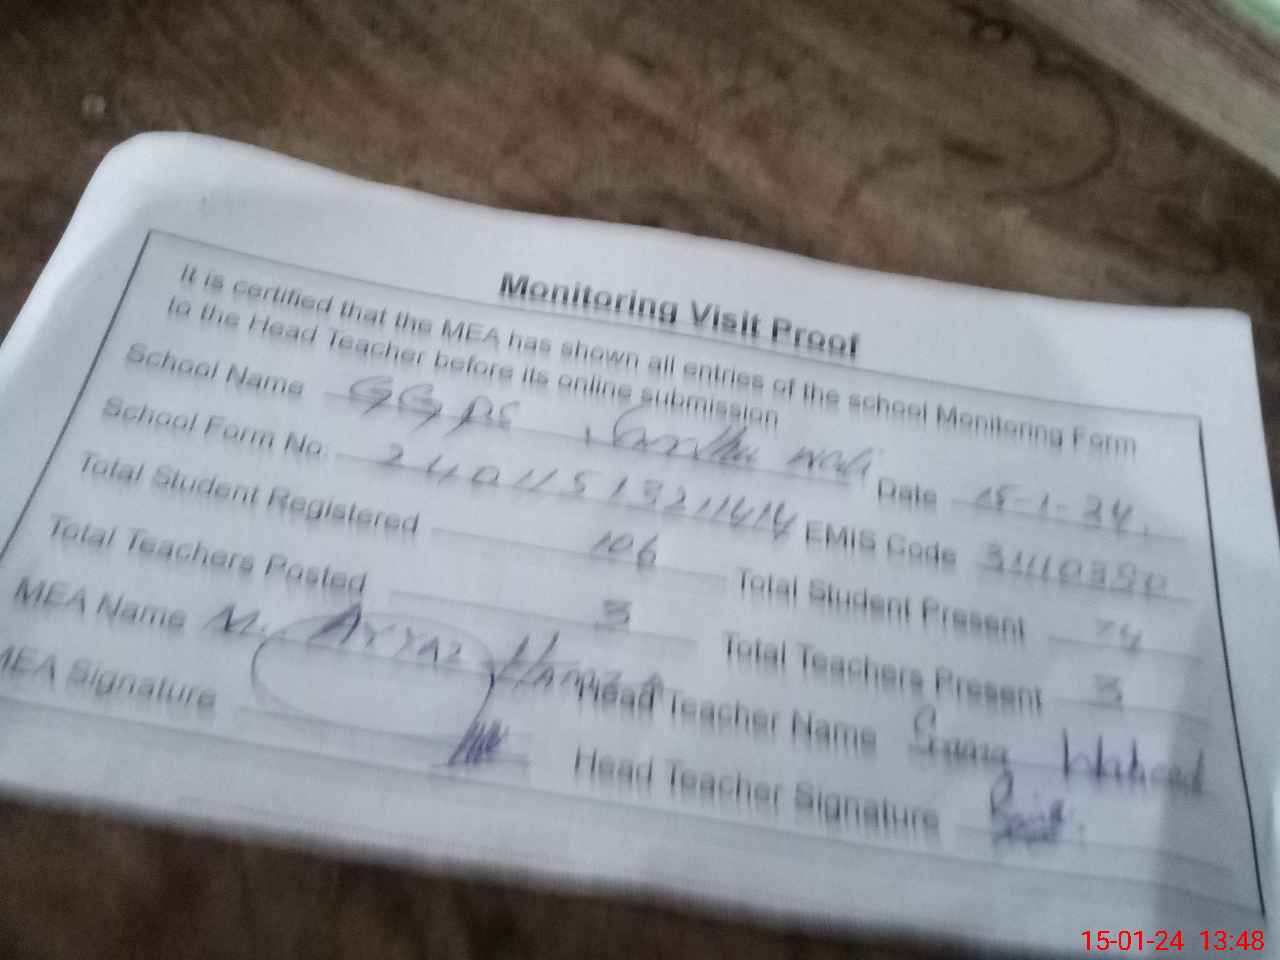 Monitoring Visit Proof
It is certified that the MEA has shown all entries of the school Monitoring Form
to the Head Teacher before its online submission
School Name GGPS wali Date 15-1-24.
School Form No. EMIS Code
Total Student Registered 106 Total Student Present 74
Total Teachers Posted 3 Total Teachers Present 3
MEA Name M. AYYAZ Hamza Head Teacher Name
MEA Signature Head Teacher Signature
15-01-24 13:48